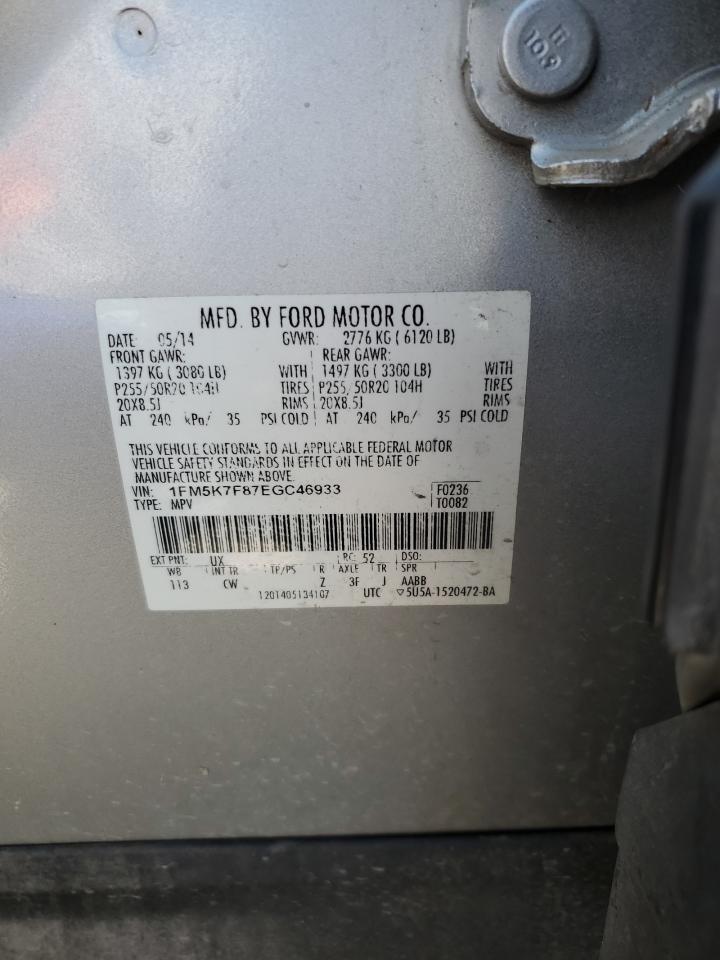 10.9
MFD. BY FORD MOTOR CO.
DATE: 05/14 GVWR: 2776 KG ( 6120 LB)
FRONT GAWR: REAR GAWR:
1397 KG ( 3080 LB) WITH 1497 KG ( 3300 LB) WITH
P255/50R20 104H TIRES P255/50R20 104H TIRES
20X8.5J RIMS 20X8.5J RIMS
AT 240 kPa/ 35 PSI COLD AT 240 kPa/ 35 PSI COLD
THIS VEHICLE CONFORMS TO ALL APPLICABLE FEDERAL MOTOR
VEHICLE SAFETY STANDARDS IN EFFECT ON THE DATE OF
MANUFACTURE SHOWN ABOVE.
VIN: 1FM5K7F87EGC46933 F0236
TYPE: MPV T0082
EXT PNT: UX RC: 52 DSO:
WB INT TR TP/PS R AXLE TR SPR
113 CW Z 3F J AABB
1201405134107 UTC ▽5U5A-1520472-BA